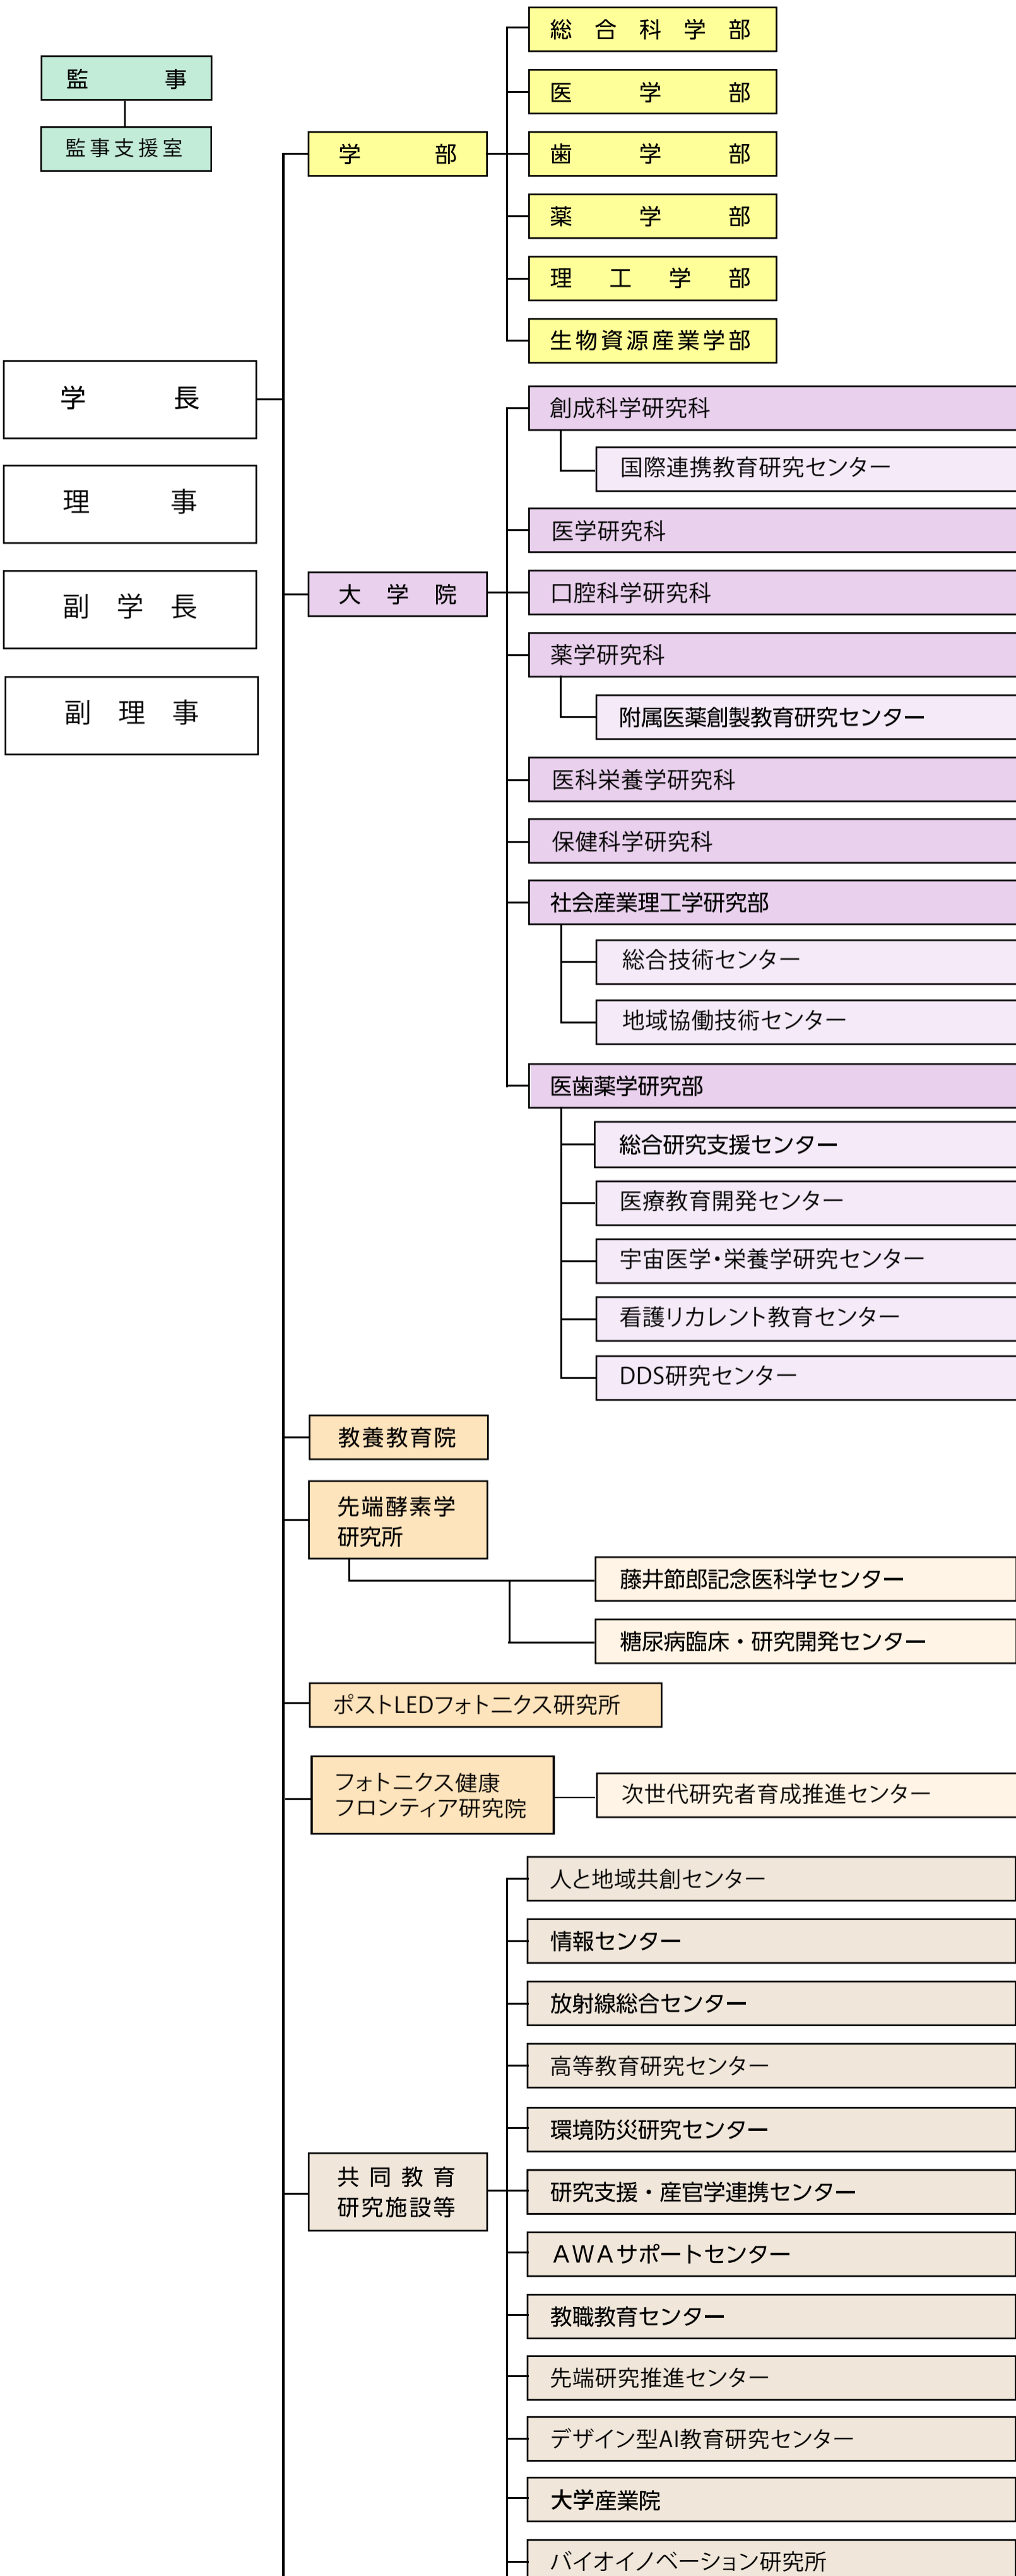 監事
監事支援室
学長
理事
副学長
副理事
学部
総合科学部
医学部
歯学部
薬学部
理工学部
生物資源産業学部
大学院
創成科学研究科
国際連携教育研究センター
医学研究科
口腔科学研究科
薬学研究科
附属医薬創製教育研究センター
医科栄養学研究科
保健科学研究科
社会産業理工学研究部
総合技術センター
地域協働技術センター
医歯薬学研究部
総合研究支援センター
医療教育開発センター
宇宙医学・栄養学研究センター
看護リカレント教育センター
DDS研究センター
教養教育院
先端酵素学
研究所
藤井節郎記念医科学センター
糖尿病臨床・研究開発センター
ポストLEDフォトニクス研究所
フォトニクス健康
フロンティア研究院
次世代研究者育成推進センター
共同教育
研究施設等
人と地域共創センター
情報センター
放射線総合センター
高等教育研究センター
環境防災研究センター
研究支援・産官学連携センター
AWAサポートセンター
教職教育センター
先端研究推進センター
デザイン型AI教育研究センター
大学産業院
バイオイノベーション研究所